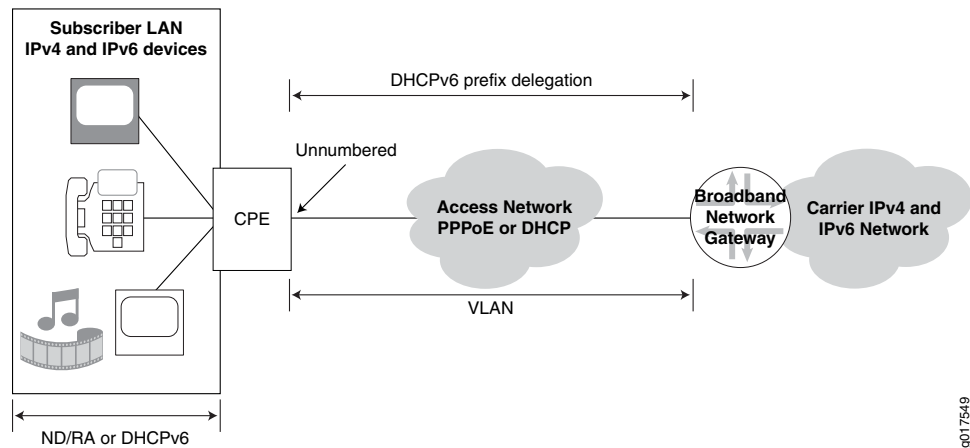 Subscriber LAN
IPv4 and IPv6 devices
DHCPv6 prefix delegation
Unnumbered
CPE
Access Network
PPPoE or DHCP
Broadband
Network
Gateway
Carrier IPv4 and
IPv6 Network
VLAN
ND/RA or DHCPv6
g017549